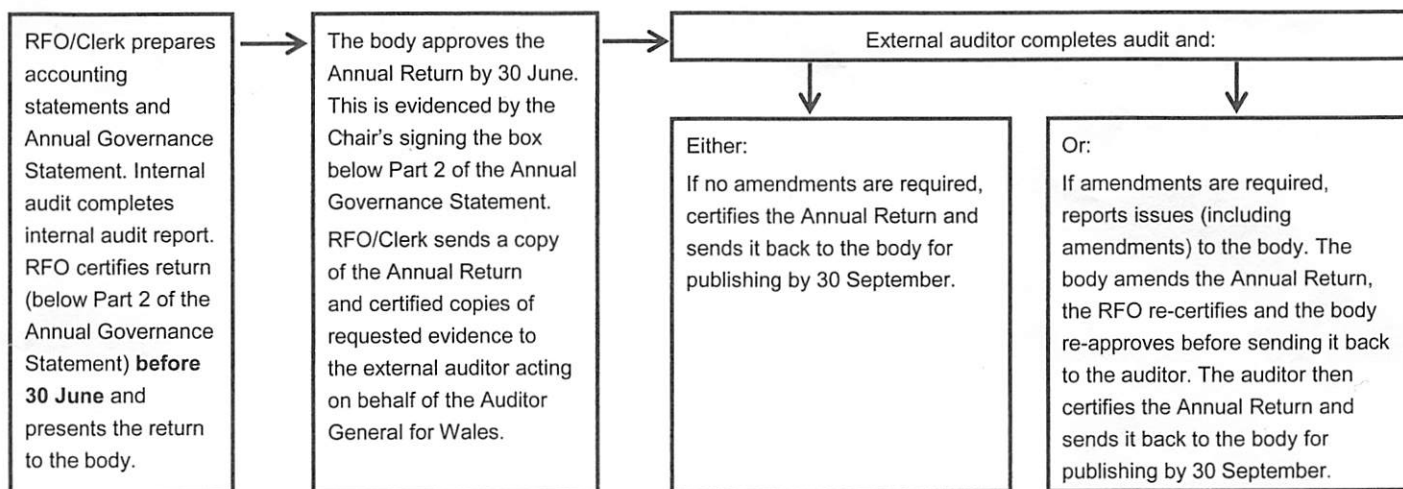 RFO/Clerk prepares
accounting
statements and
Annual Governance
Statement. Internal
audit completes
internal audit report.
RFO certifies return
(below Part 2 of the
Annual Governance
Statement) before
30 June and
presents the return
to the body.
The body approves the
Annual Return by 30 June.
This is evidenced by the
Chair's signing the box
below Part 2 of the Annual
Governance Statement.
RFO/Clerk sends a copy
of the Annual Return
and certified copies of
requested evidence to
the external auditor acting
on behalf of the Auditor
General for Wales.
External auditor completes audit and:
Either:
If no amendments are required,
certifies the Annual Return and
sends it back to the body for
publishing by 30 September.
Or:
If amendments are required,
reports issues (including
amendments) to the body. The
body amends the Annual Return,
the RFO re-certifies and the body
re-approves before sending it back
to the auditor. The auditor then
certifies the Annual Return and
sends it back to the body for
publishing by 30 September.